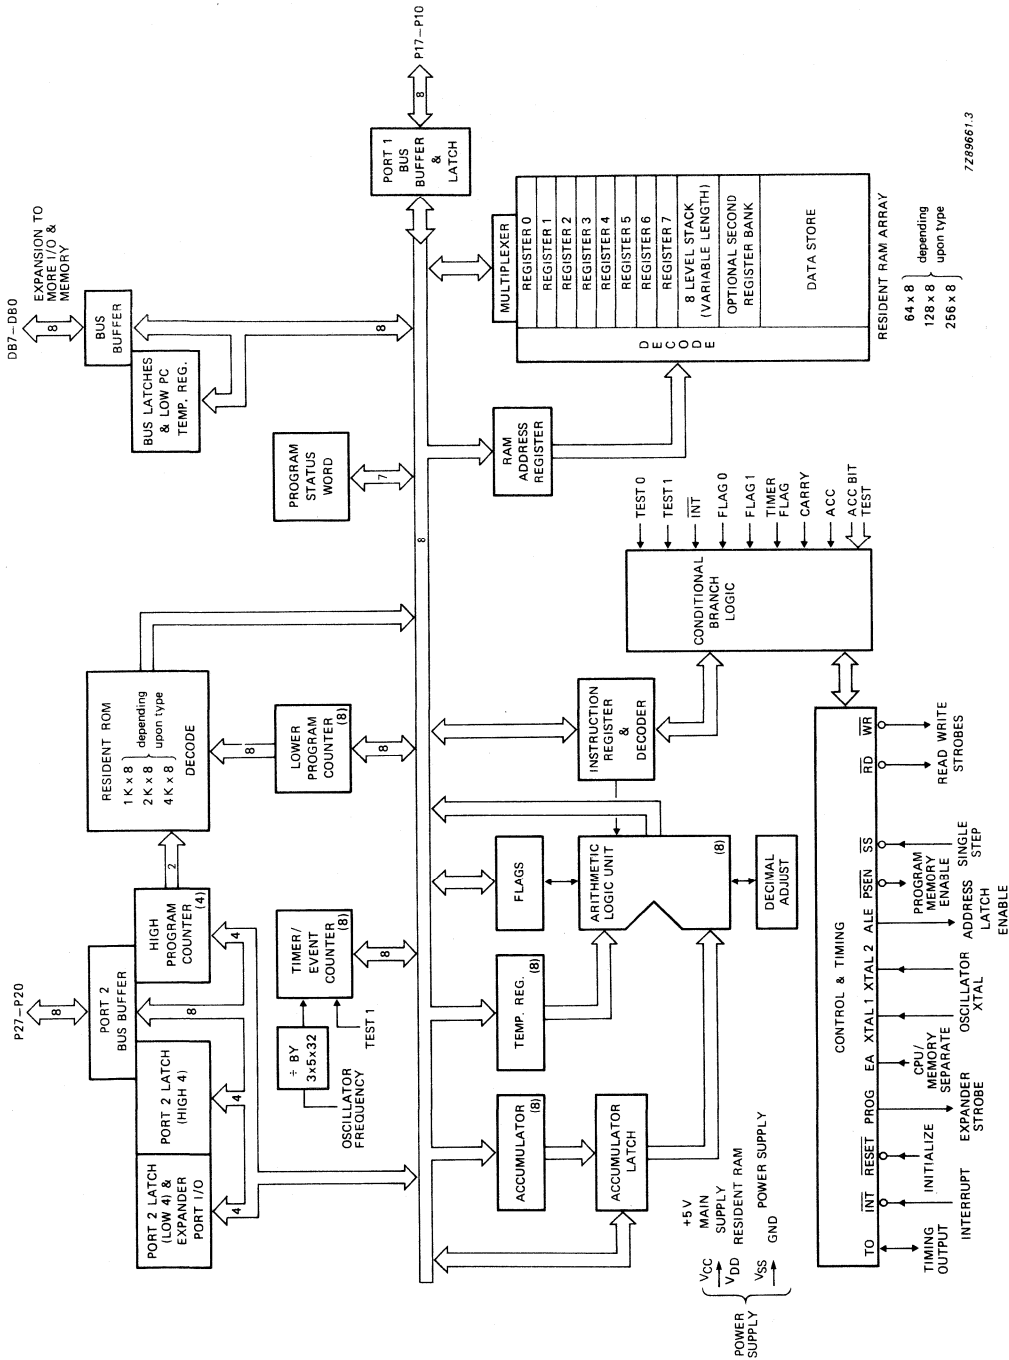 P27–P20
8
PORT 2
BUS BUFFER
PORT 2 LATCH
(LOW 4) &
EXPANDER
PORT I/O
PORT 2 LATCH
(HIGH 4)
HIGH
PROGRAM
COUNTER
(4)
4
4
8
4
2
RESIDENT ROM
1 K x 8
2 K x 8
4 K x 8
depending
upon type
DECODE
8
LOWER
PROGRAM
COUNTER
(8)
8
÷ BY
3x5x32
OSCILLATOR
FREQUENCY
TIMER/
EVENT
COUNTER
(8)
TEST 1
8
PROGRAM
STATUS
WORD
7
DB7–DB0
8
EXPANSION TO
MORE I/O &
MEMORY
BUS
BUFFER
BUS LATCHES
& LOW PC
TEMP. REG.
8
8
PORT 1
BUS
BUFFER
&
LATCH
8
P17–P10
ACCUMULATOR
(8)
ACCUMULATOR
LATCH
TEMP. REG.
(8)
FLAGS
ARITHMETIC
LOGIC UNIT
(8)
DECIMAL
ADJUST
INSTRUCTION
REGISTER
&
DECODER
RAM
ADDRESS
REGISTER
MULTIPLEXER
DECODE
REGISTER 0
REGISTER 1
REGISTER 2
REGISTER 3
REGISTER 4
REGISTER 5
REGISTER 6
REGISTER 7
8 LEVEL STACK
(VARIABLE LENGTH)
OPTIONAL SECOND
REGISTER BANK
DATA STORE
RESIDENT RAM ARRAY
64 x 8
128 x 8
256 x 8
depending
upon type
CONDITIONAL
BRANCH
LOGIC
TEST 0
TEST 1
INT
FLAG 0
FLAG 1
TIMER
FLAG
CARRY
ACC
ACC BIT
TEST
POWER
SUPPLY
VCC
+5 V
MAIN
SUPPLY
VDD
RESIDENT RAM
VSS
GND
POWER SUPPLY
CONTROL & TIMING
TO
INT
RESET
PROG
EA
XTAL 1
XTAL 2
ALE
PSEN
SS
RD
WR
TIMING
OUTPUT
INTERRUPT
INITIALIZE
EXPANDER
STROBE
CPU/
MEMORY
SEPARATE
OSCILLATOR
XTAL
ADDRESS
LATCH
ENABLE
PROGRAM
MEMORY
ENABLE
SINGLE
STEP
READ WRITE
STROBES
7Z89661.3